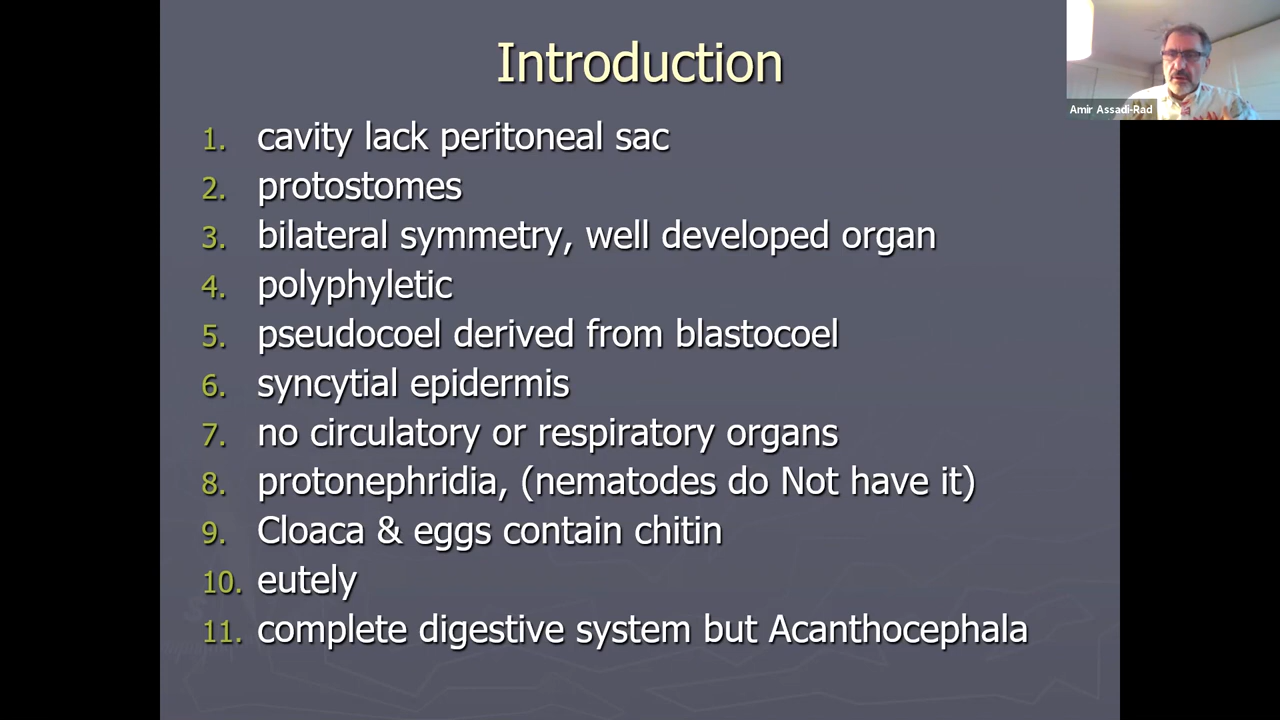 Introduction
Amir Assadi-Rad
1. cavity lack peritoneal sac
2. protostomes
3. bilateral symmetry, well developed organ
4. polyphyletic
5. pseudocoel derived from blastocoel
6. syncytial epidermis
7. no circulatory or respiratory organs
8. protonephridia, (nematodes do Not have it)
9. Cloaca & eggs contain chitin
10. eutely
11. complete digestive system but Acanthocephala